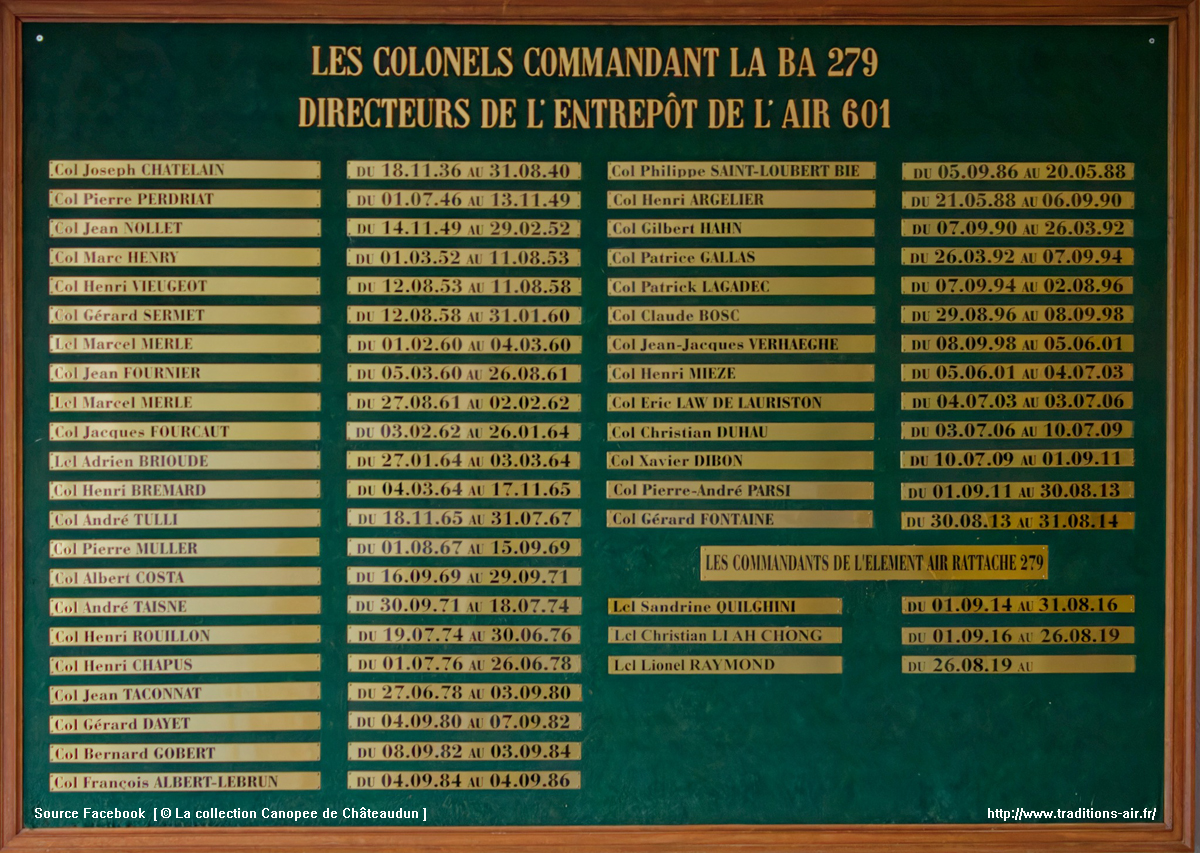 LES COLONELS COMMANDANT LA BA 279
DIRECTEURS DE L'ENTREPÔT DE L'AIR 601
Col Joseph CHATELAIN DU 18.11.36 AU 31.08.40
Col Pierre PERDRIAT DU 01.07.46 AU 13.11.49
Col Jean NOLLET DU 14.11.49 AU 29.02.52
Col Marc HENRY DU 01.03.52 AU 11.08.53
Col Henri VIEUGEOT DU 12.08.53 AU 11.08.58
Col Gérard SERMET DU 12.08.58 AU 31.01.60
Lcl Marcel MERLE DU 01.02.60 AU 04.03.60
Col Jean FOURNIER DU 05.03.60 AU 26.08.61
Lcl Marcel MERLE DU 27.08.61 AU 02.02.62
Col Jacques FOURCAUT DU 03.02.62 AU 26.01.64
Lcl Adrien BRIOUDE DU 27.01.64 AU 03.03.64
Col Henri BREMARD DU 04.03.64 AU 17.11.65
Col André TULLI DU 18.11.65 AU 31.07.67
Col Pierre MULLER DU 01.08.67 AU 15.09.69
Col Albert COSTA DU 16.09.69 AU 29.09.71
Col André TAISNE DU 30.09.71 AU 18.07.74
Col Henri ROUILLON DU 19.07.74 AU 30.06.76
Col Henri CHAPUS DU 01.07.76 AU 26.06.78
Col Jean TACONNAT DU 27.06.78 AU 03.09.80
Col Gérard DAYET DU 04.09.80 AU 07.09.82
Col Bernard GOBERT DU 08.09.82 AU 03.09.84
Col François ALBERT-LEBRUN DU 04.09.84 AU 04.09.86
Col Philippe SAINT-LOUBERT BIE DU 05.09.86 AU 20.05.88
Col Henri ARGELIER DU 21.05.88 AU 06.09.90
Col Gilbert HAHN DU 07.09.90 AU 26.03.92
Col Patrice GALLAS DU 26.03.92 AU 07.09.94
Col Patrick LAGADEC DU 07.09.94 AU 02.08.96
Col Claude BOSC DU 29.08.96 AU 08.09.98
Col Jean-Jacques VERHAEGHE DU 08.09.98 AU 05.06.01
Col Henri MIEZE DU 05.06.01 AU 04.07.03
Col Eric LAW DE LAURISTON DU 04.07.03 AU 03.07.06
Col Christian DUHAU DU 03.07.06 AU 10.07.09
Col Xavier DIBON DU 10.07.09 AU 01.09.11
Col Pierre-André PARSI DU 01.09.11 AU 30.08.13
Col Gérard FONTAINE DU 30.08.13 AU 31.08.14
LES COMMANDANTS DE L'ELEMENT AIR RATTACHE 279
Lcl Sandrine QUILGHINI DU 01.09.14 AU 31.08.16
Lcl Christian LI AH CHONG DU 01.09.16 AU 26.08.19
Lcl Lionel RAYMOND DU 26.08.19 AU
Source Facebook [ © La collection Canopee de Châteaudun ]
http://www.traditions-air.fr/